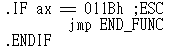 .IF ax == 011Bh ;ESC
jmp END_FUNC
.ENDIF